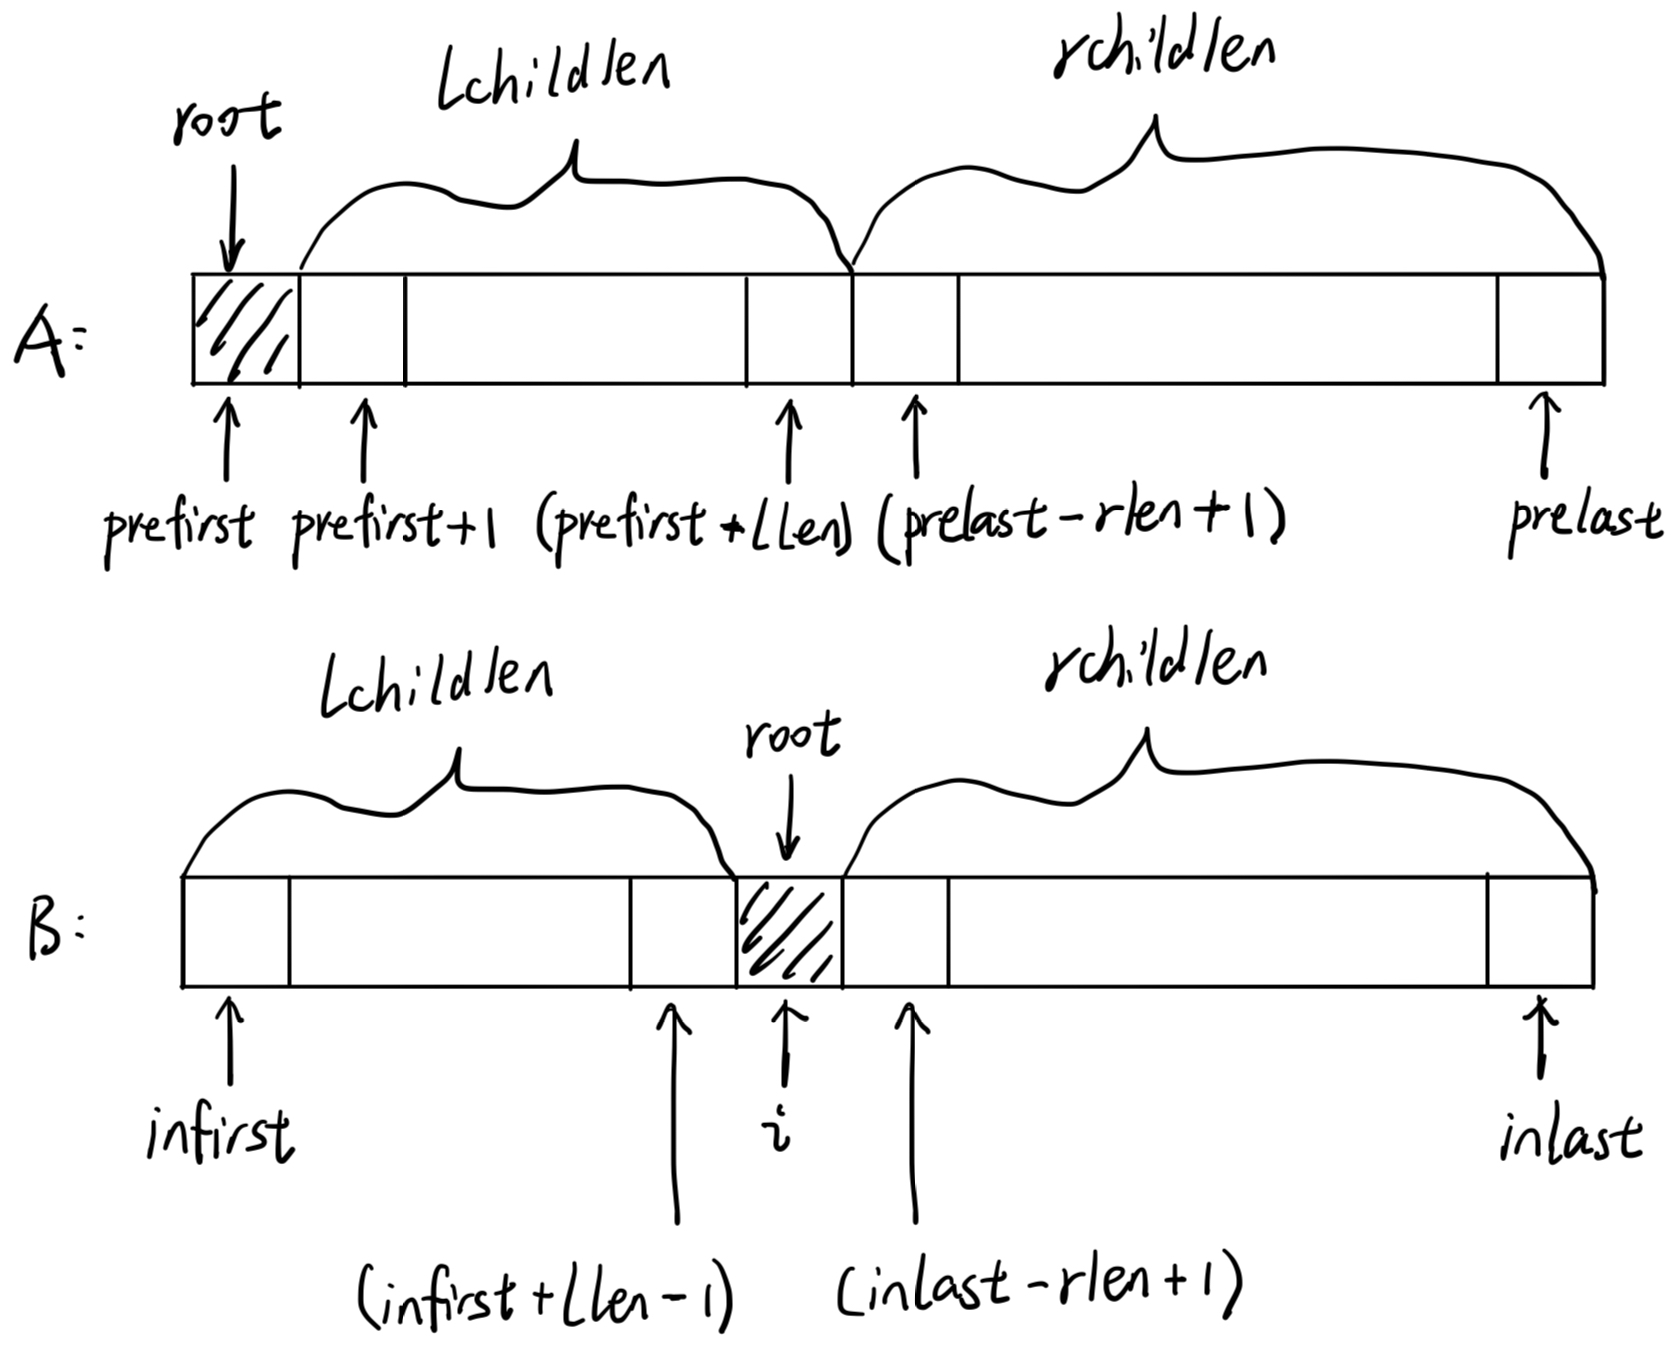 Lchildlen rchildlen
root
A:
prefirst prefirst+1 (prefirst+Llen) (prelast-rlen+1) prelast
Lchildlen rchildlen
root
B:
infirst i inlast
(infirst+Llen-1) (inlast-rlen+1)